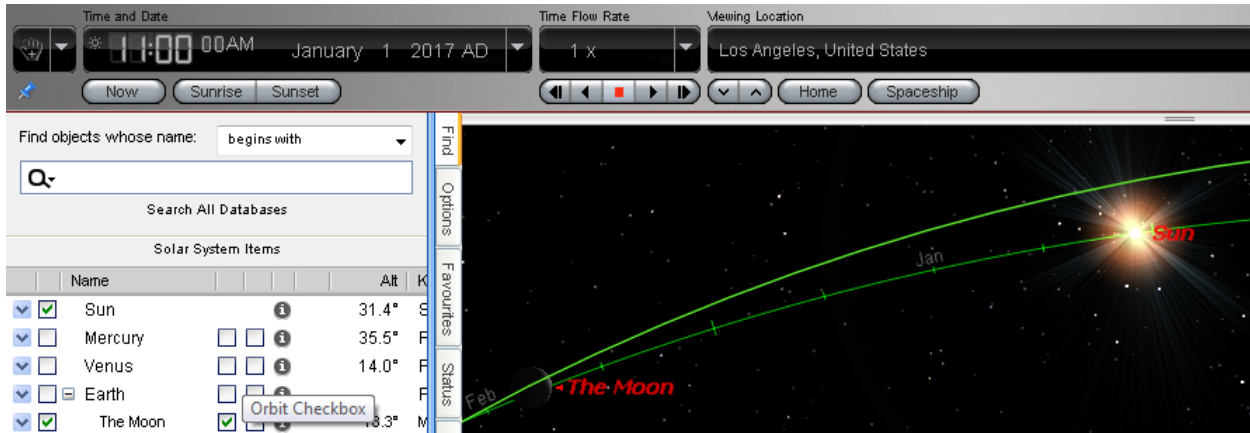 Time and Date
Time Flow Rate
Viewing Location
11:00 00AM January 1 2017 AD
1 x
Los Angeles, United States
Now
Sunrise Sunset
Home
Spaceship
Find objects whose name: begins with
Search All Databases
Solar System Items
Name Alt K
Sun 31.4° S
Mercury 35.5° F
Venus 14.0° F
Earth F
Orbit Checkbox
The Moon 3.3° M
Find
Options
Favourites
Status
Jan
Sun
Feb
The Moon